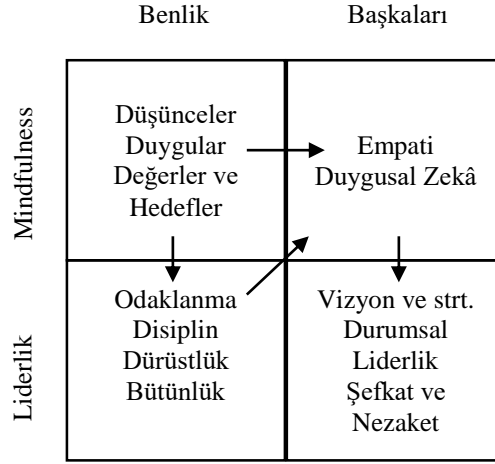 Benlik
Başkaları
Mindfulness
Düşünceler
Duygular
Değerler ve
Hedefler
Empati
Duygusal Zekâ
Liderlik
Odaklanma
Disiplin
Dürüstlük
Bütünlük
Vizyon ve strt.
Durumsal
Liderlik
Şefkat ve
Nezaket